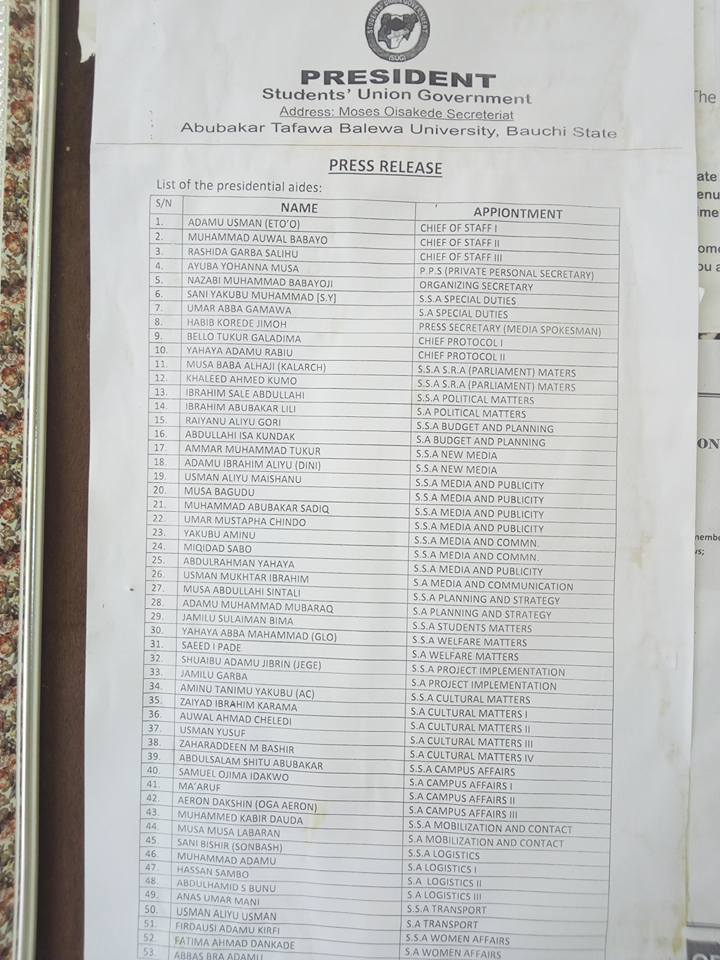 STUDENTS' UNION GOVERNMENT
(SUG)
PRESIDENT
Students' Union Government
Address: Moses Oisakede Secreteriat
Abubakar Tafawa Balewa University, Bauchi State
PRESS RELEASE
List of the presidential aides:
S/N NAME APPIONTMENT
1. ADAMU USMAN (ETO'O) CHIEF OF STAFF I
2. MUHAMMAD AUWAL BABAYO CHIEF OF STAFF II
3. RASHIDA GARBA SALIHU CHIEF OF STAFF III
4. AYUBA YOHANNA MUSA P.P.S (PRIVATE PERSONAL SECRETARY)
5. NAZABI MUHAMMAD BABAYOJI ORGANIZING SECRETARY
6. SANI YAKUBU MUHAMMAD [S.Y] S.S.A SPECIAL DUTIES
7. UMAR ABBA GAMAWA S.A SPECIAL DUTIES
8. HABIB KOREDE JIMOH PRESS SECRETARY (MEDIA SPOKESMAN)
9. BELLO TUKUR GALADIMA CHIEF PROTOCOL I
10. YAHAYA ADAMU RABIU CHIEF PROTOCOL II
11. MUSA BABA ALHAJI (KALARCH) S.S.A S.R.A (PARLIAMENT) MATERS
12. KHALEED AHMED KUMO S.S.A S.R.A (PARLIAMENT) MATERS
13. IBRAHIM SALE ABDULLAHI S.S.A POLITICAL MATTERS
14. IBRAHIM ABUBAKAR LILI S.A POLITICAL MATTERS
15. RAIYANU ALIYU GORI S.S.A BUDGET AND PLANNING
16. ABDULLAHI ISA KUNDAK S.A BUDGET AND PLANNING
17. AMMAR MUHAMMAD TUKUR S.S.A NEW MEDIA
18. ADAMU IBRAHIM ALIYU (DINI) S.S.A NEW MEDIA
19. USMAN ALIYU MAISHANU S.S.A MEDIA AND PUBLICITY
20. MUSA BAGUDU S.S.A MEDIA AND PUBLICITY
21. MUHAMMAD ABUBAKAR SADIQ S.S.A MEDIA AND PUBLICITY
22. UMAR MUSTAPHA CHINDO S.S.A MEDIA AND PUBLICITY
23. YAKUBU AMINU S.S.A MEDIA AND COMMN.
24. MIQIDAD SABO S.S.A MEDIA AND COMMN.
25. ABDULRAHMAN YAHAYA S.S.A MEDIA AND PUBLICITY
26. USMAN MUKHTAR IBRAHIM S.A MEDIA AND COMMUNICATION
27. MUSA ABDULLAHI SINTALI S.S.A PLANNING AND STRATEGY
28. ADAMU MUHAMMAD MUBARAQ S.A PLANNING AND STRATEGY
29. JAMILU SULAIMAN BIMA S.S.A STUDENTS MATTERS
30. YAHAYA ABBA MAHAMMAD (GLO) S.S.A WELFARE MATTERS
31. SAEED I PADE S.A WELFARE MATTERS
32. SHUAIBU ADAMU JIBRIN (JEGE) S.S.A PROJECT IMPLEMENTATION
33. JAMILU GARBA S.A PROJECT IMPLEMENTATION
34. AMINU TANIMU YAKUBU (AC) S.S.A CULTURAL MATTERS
35. ZAIYAD IBRAHIM KARAMA S.A CULTURAL MATTERS I
36. AUWAL AHMAD CHELEDI S.A CULTURAL MATTERS II
37. USMAN YUSUF S.A CULTURAL MATTERS III
38. ZAHARADDEEN M BASHIR S.A CULTURAL MATTERS IV
39. ABDULSALAM SHITU ABUBAKAR S.S.A CAMPUS AFFAIRS
40. SAMUEL OJIMA IDAKWO S.A CAMPUS AFFAIRS I
41. MA'ARUF S.A CAMPUS AFFAIRS II
42. AERON DAKSHIN (OGA AERON) S.A CAMPUS AFFAIRS III
43. MUHAMMED KABIR DAUDA S.S.A MOBILIZATION AND CONTACT
44. MUSA MUSA LABARAN S.A MOBILIZATION AND CONTACT
45. SANI BISHIR (SONBASH) S.S.A LOGISTICS
46. MUHAMMAD ADAMU S.A LOGISTICS I
47. HASSAN SAMBO S.A LOGISTICS II
48. ABDULHAMID S BUNU S.A LOGISTICS III
49. ANAS UMAR MANI S.S.A TRANSPORT
50. USMAN ALIYU USMAN S.A TRANSPORT
51. FIRDAUSI ADAMU KIRFI S.S.A WOMEN AFFAIRS
52. FATIMA AHMAD DANKADE S.A WOMEN AFFAIRS
53. ABBAS BRA ADAMU
The